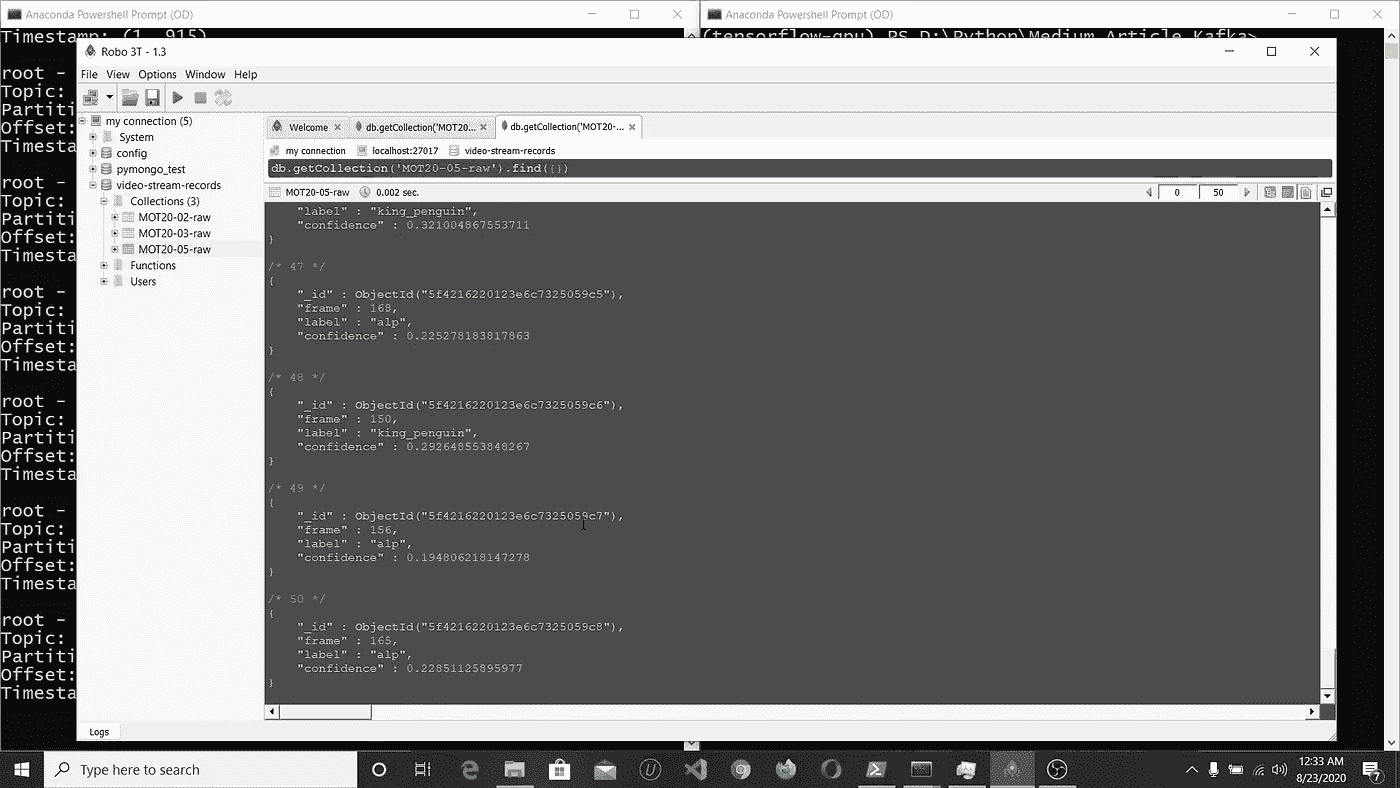 Anaconda Powershell Prompt (OD)
Anaconda Powershell Prompt (OD)
Timestamp: (1, 915)
(tensorflow-gpu) PS D:\Python\Medium Article Kafka>
Robo 3T - 1.3
File View Options Window Help
my connection (5)
System
config
pymongo_test
video-stream-records
Collections (3)
MOT20-02-raw
MOT20-03-raw
MOT20-05-raw
Functions
Users
Welcome
db.getCollection('MOT20...
db.getCollection('MOT20-...
my connection localhost:27017 video-stream-records
db.getCollection('MOT20-05-raw').find({})
MOT20-05-raw 0.002 sec.
0 50
"label" : "king_penguin",
"confidence" : 0.321004867553711
}
/* 47 */
{
"_id" : ObjectId("5f4216220123e6c7325059c5"),
"frame" : 168,
"label" : "alp",
"confidence" : 0.225278183817863
}
/* 48 */
{
"_id" : ObjectId("5f4216220123e6c7325059c6"),
"frame" : 150,
"label" : "king_penguin",
"confidence" : 0.292648553848267
}
/* 49 */
{
"_id" : ObjectId("5f4216220123e6c7325059c7"),
"frame" : 156,
"label" : "alp",
"confidence" : 0.194806218147278
}
/* 50 */
{
"_id" : ObjectId("5f4216220123e6c7325059c8"),
"frame" : 165,
"label" : "alp",
"confidence" : 0.22851125895977
}
Logs
root -
Topic:
Partiti
Offset:
Timesta
root -
Topic:
Partiti
Offset:
Timesta
root -
Topic:
Partiti
Offset:
Timesta
root -
Topic:
Partiti
Offset:
Timesta
root -
Topic:
Partiti
Offset:
Timesta
root -
Topic:
Partiti
Offset:
Timesta
Type here to search
12:33 AM
8/23/2020
7